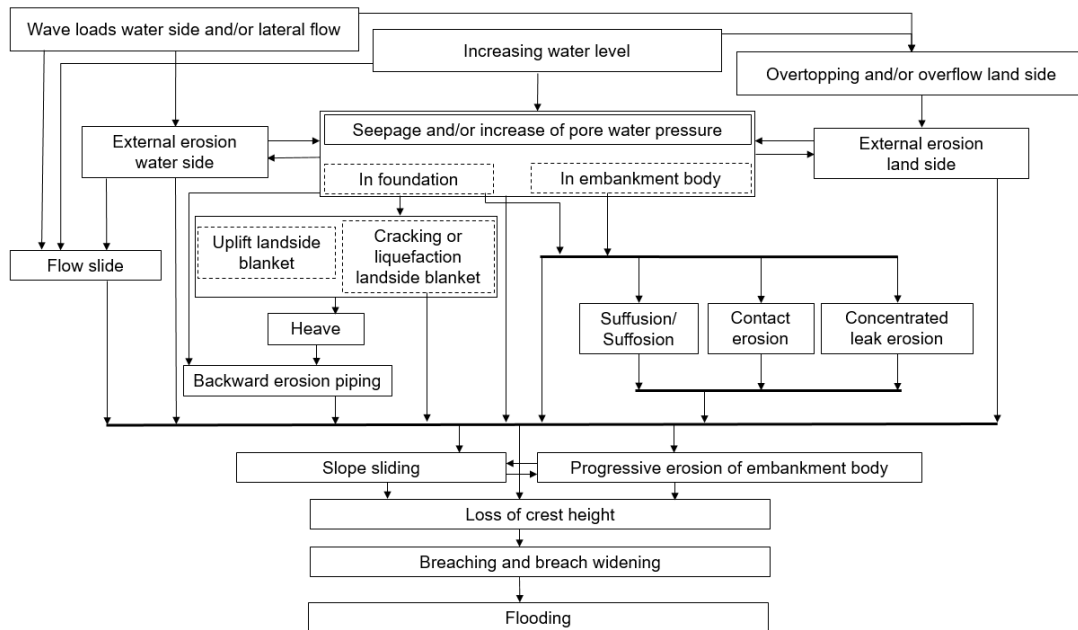 Wave loads water side and/or lateral flow
Increasing water level
Overtopping and/or overflow land side
Seepage and/or increase of pore water pressure
External erosion
water side
External erosion
land side
In foundation
In embankment body
Uplift landside
blanket
Cracking or
liquefaction
landside blanket
Flow slide
Heave
Suffusion/
Suffosion
Contact
erosion
Concentrated
leak erosion
Backward erosion piping
Slope sliding
Progressive erosion of embankment body
Loss of crest height
Breaching and breach widening
Flooding